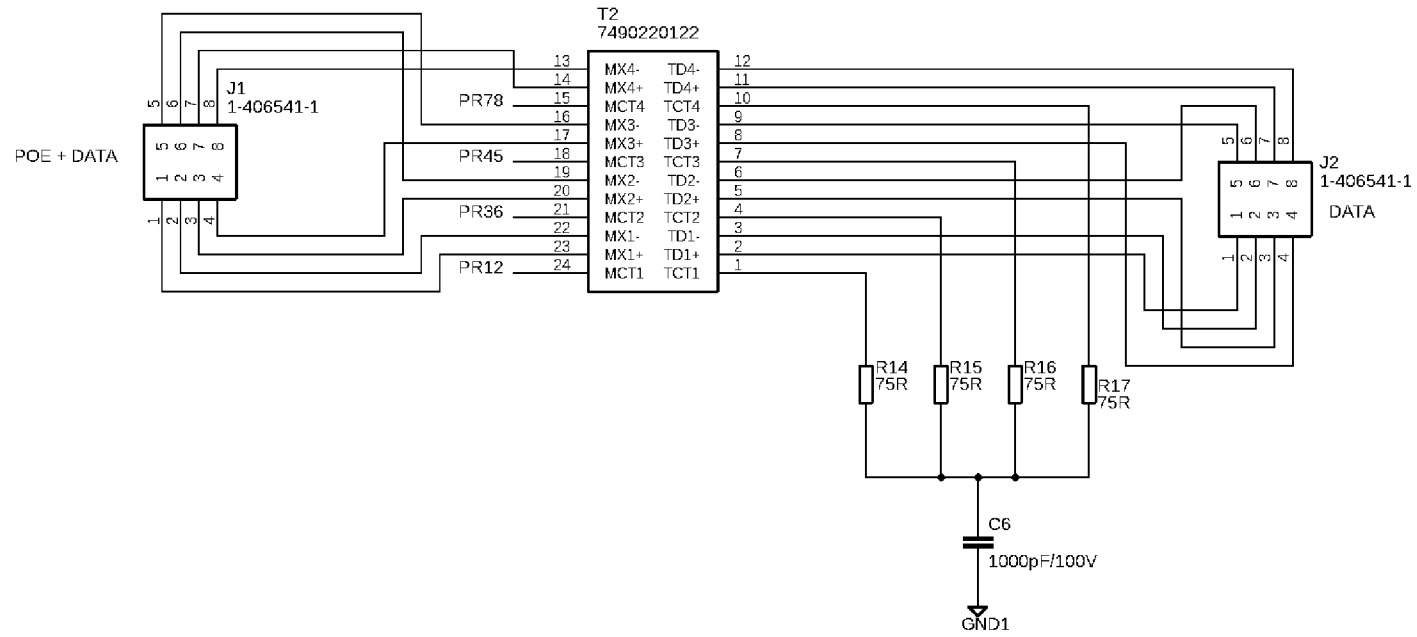 T2
7490220122
J1
1-406541-1
POE + DATA
5 6 7 8
5 6 7 8
1 2 3 4
1 2 3 4
PR78
PR45
PR36
PR12
13 MX4- TD4- 12
14 MX4+ TD4+ 11
15 MCT4 TCT4 10
16 MX3- TD3- 9
17 MX3+ TD3+ 8
18 MCT3 TCT3 7
19 MX2- TD2- 6
20 MX2+ TD2+ 5
21 MCT2 TCT2 4
22 MX1- TD1- 3
23 MX1+ TD1+ 2
24 MCT1 TCT1 1
5 6 7 8
5 6 7 8
1 2 3 4
1 2 3 4
J2
1-406541-1
DATA
R14
75R
R15
75R
R16
75R
R17
75R
C6
1000pF/100V
GND1